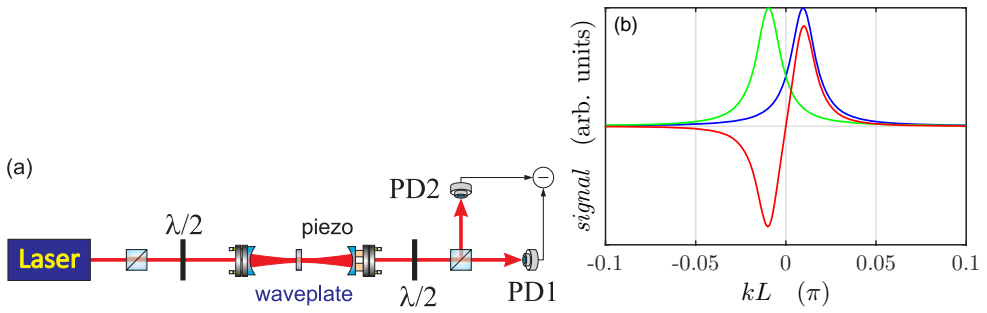 (a)
Laser
λ/2
waveplate
piezo
λ/2
PD2
−
PD1
(b)
signal (arb. units)
-0.1 -0.05 0 0.05 0.1
kL (π)